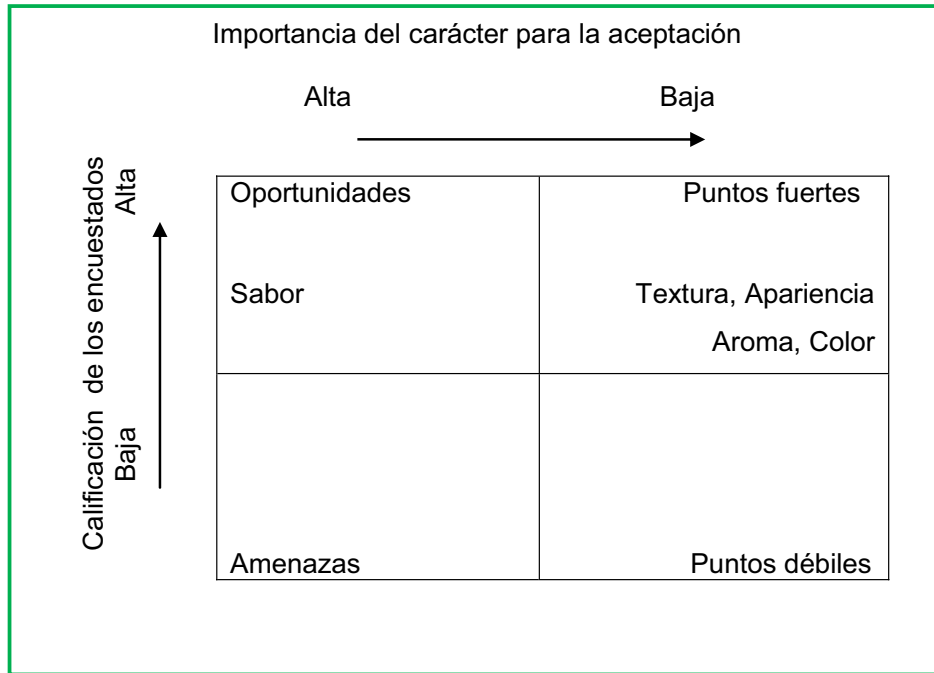 Importancia del carácter para la aceptación
Alta Baja
Calificación de los encuestados
Alta
Baja
Oportunidades Puntos fuertes
Sabor Textura, Apariencia
Aroma, Color
Amenazas Puntos débiles